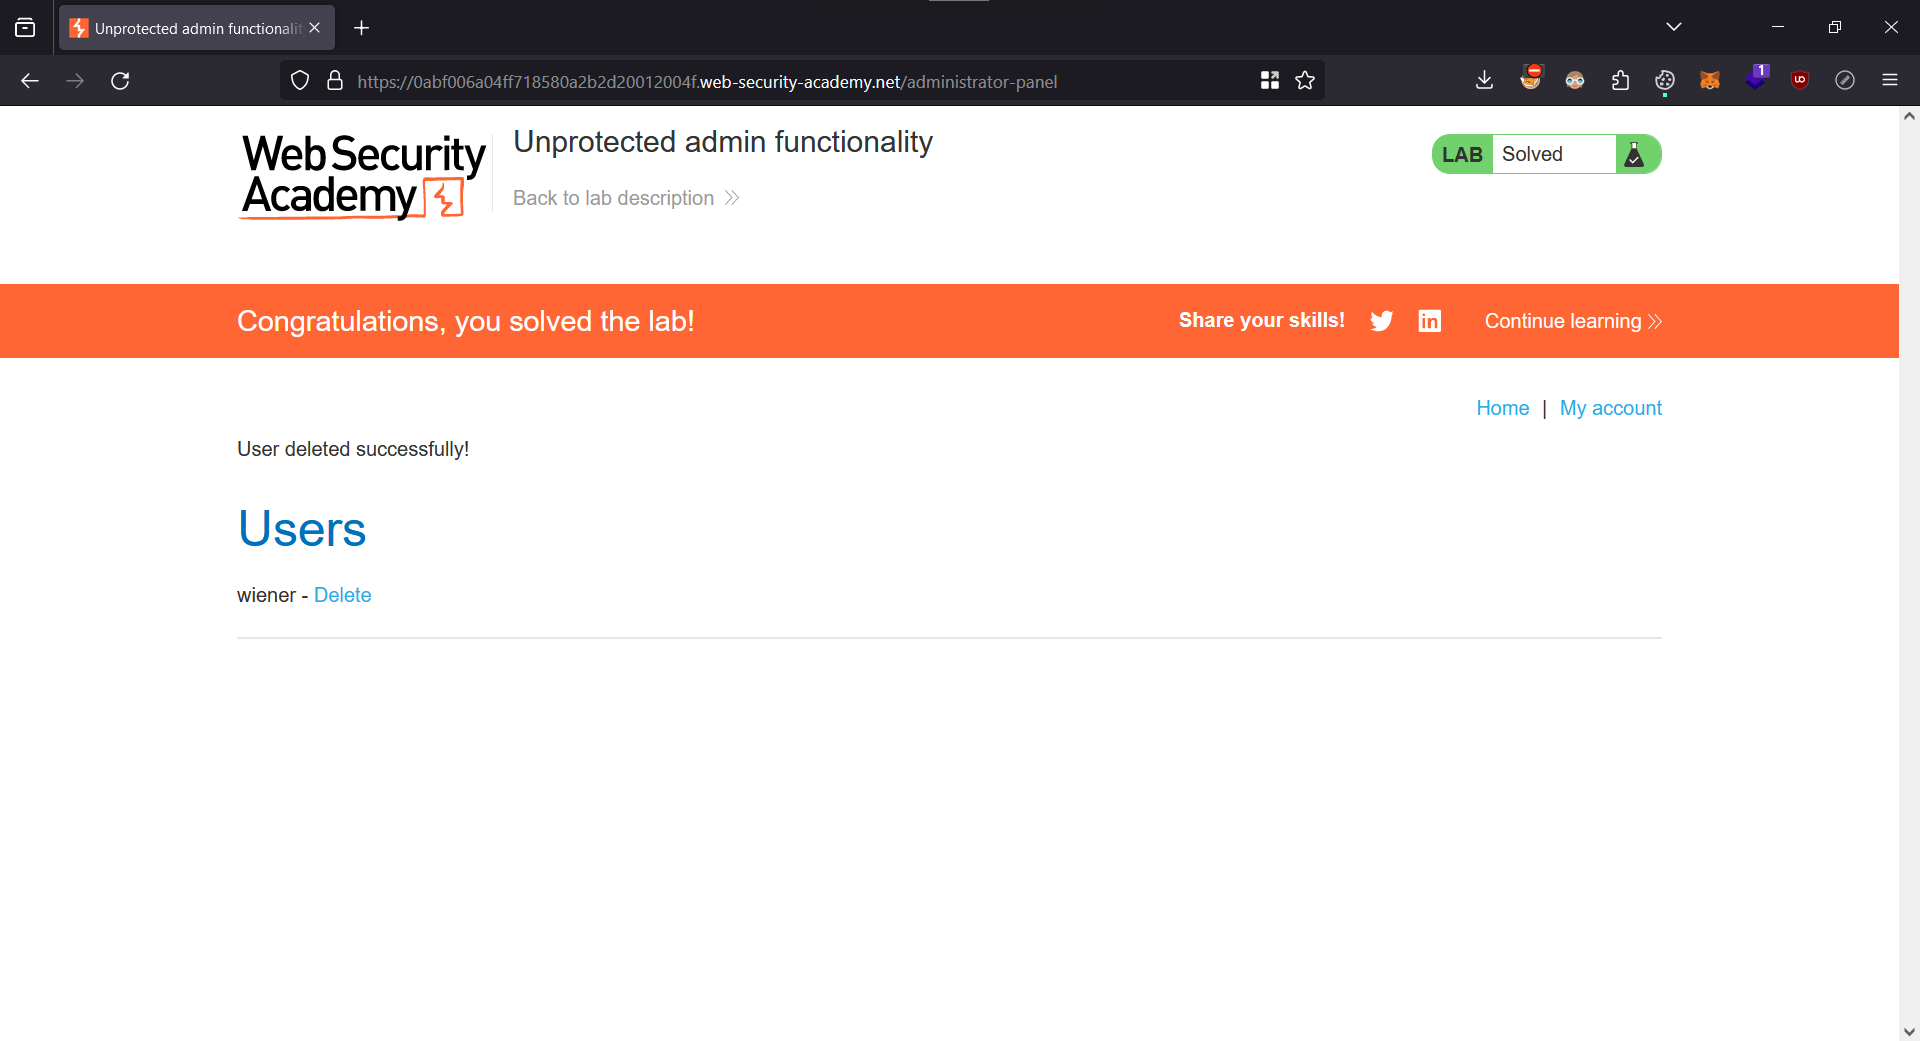 Unprotected admin functionalit
https://0abf006a04ff718580a2b2d20012004f.web-security-academy.net/administrator-panel
1
Web Security
Academy
Unprotected admin functionality
Back to lab description
LAB Solved
Congratulations, you solved the lab!
Share your skills!
in
Continue learning
Home | My account
User deleted successfully!
Users
wiener - Delete